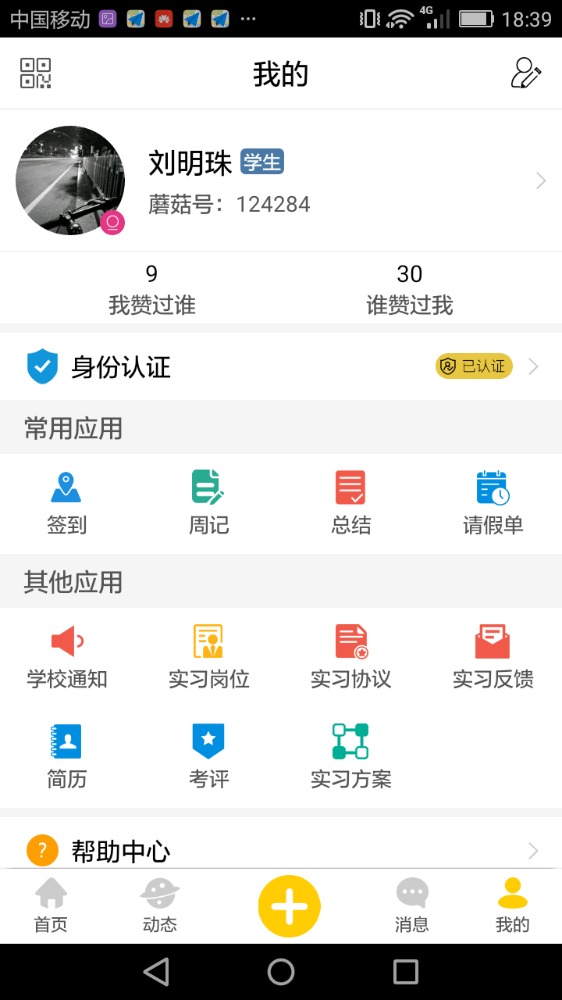 中国移动 4G 18:39
我的
刘明珠 学生
蘑菇号：124284
9 30
我赞过谁 谁赞过我
身份认证 已认证
常用应用
签到 周记 总结 请假单
其他应用
学校通知 实习岗位 实习协议 实习反馈
简历 考评 实习方案
? 帮助中心
首页 动态 消息 我的